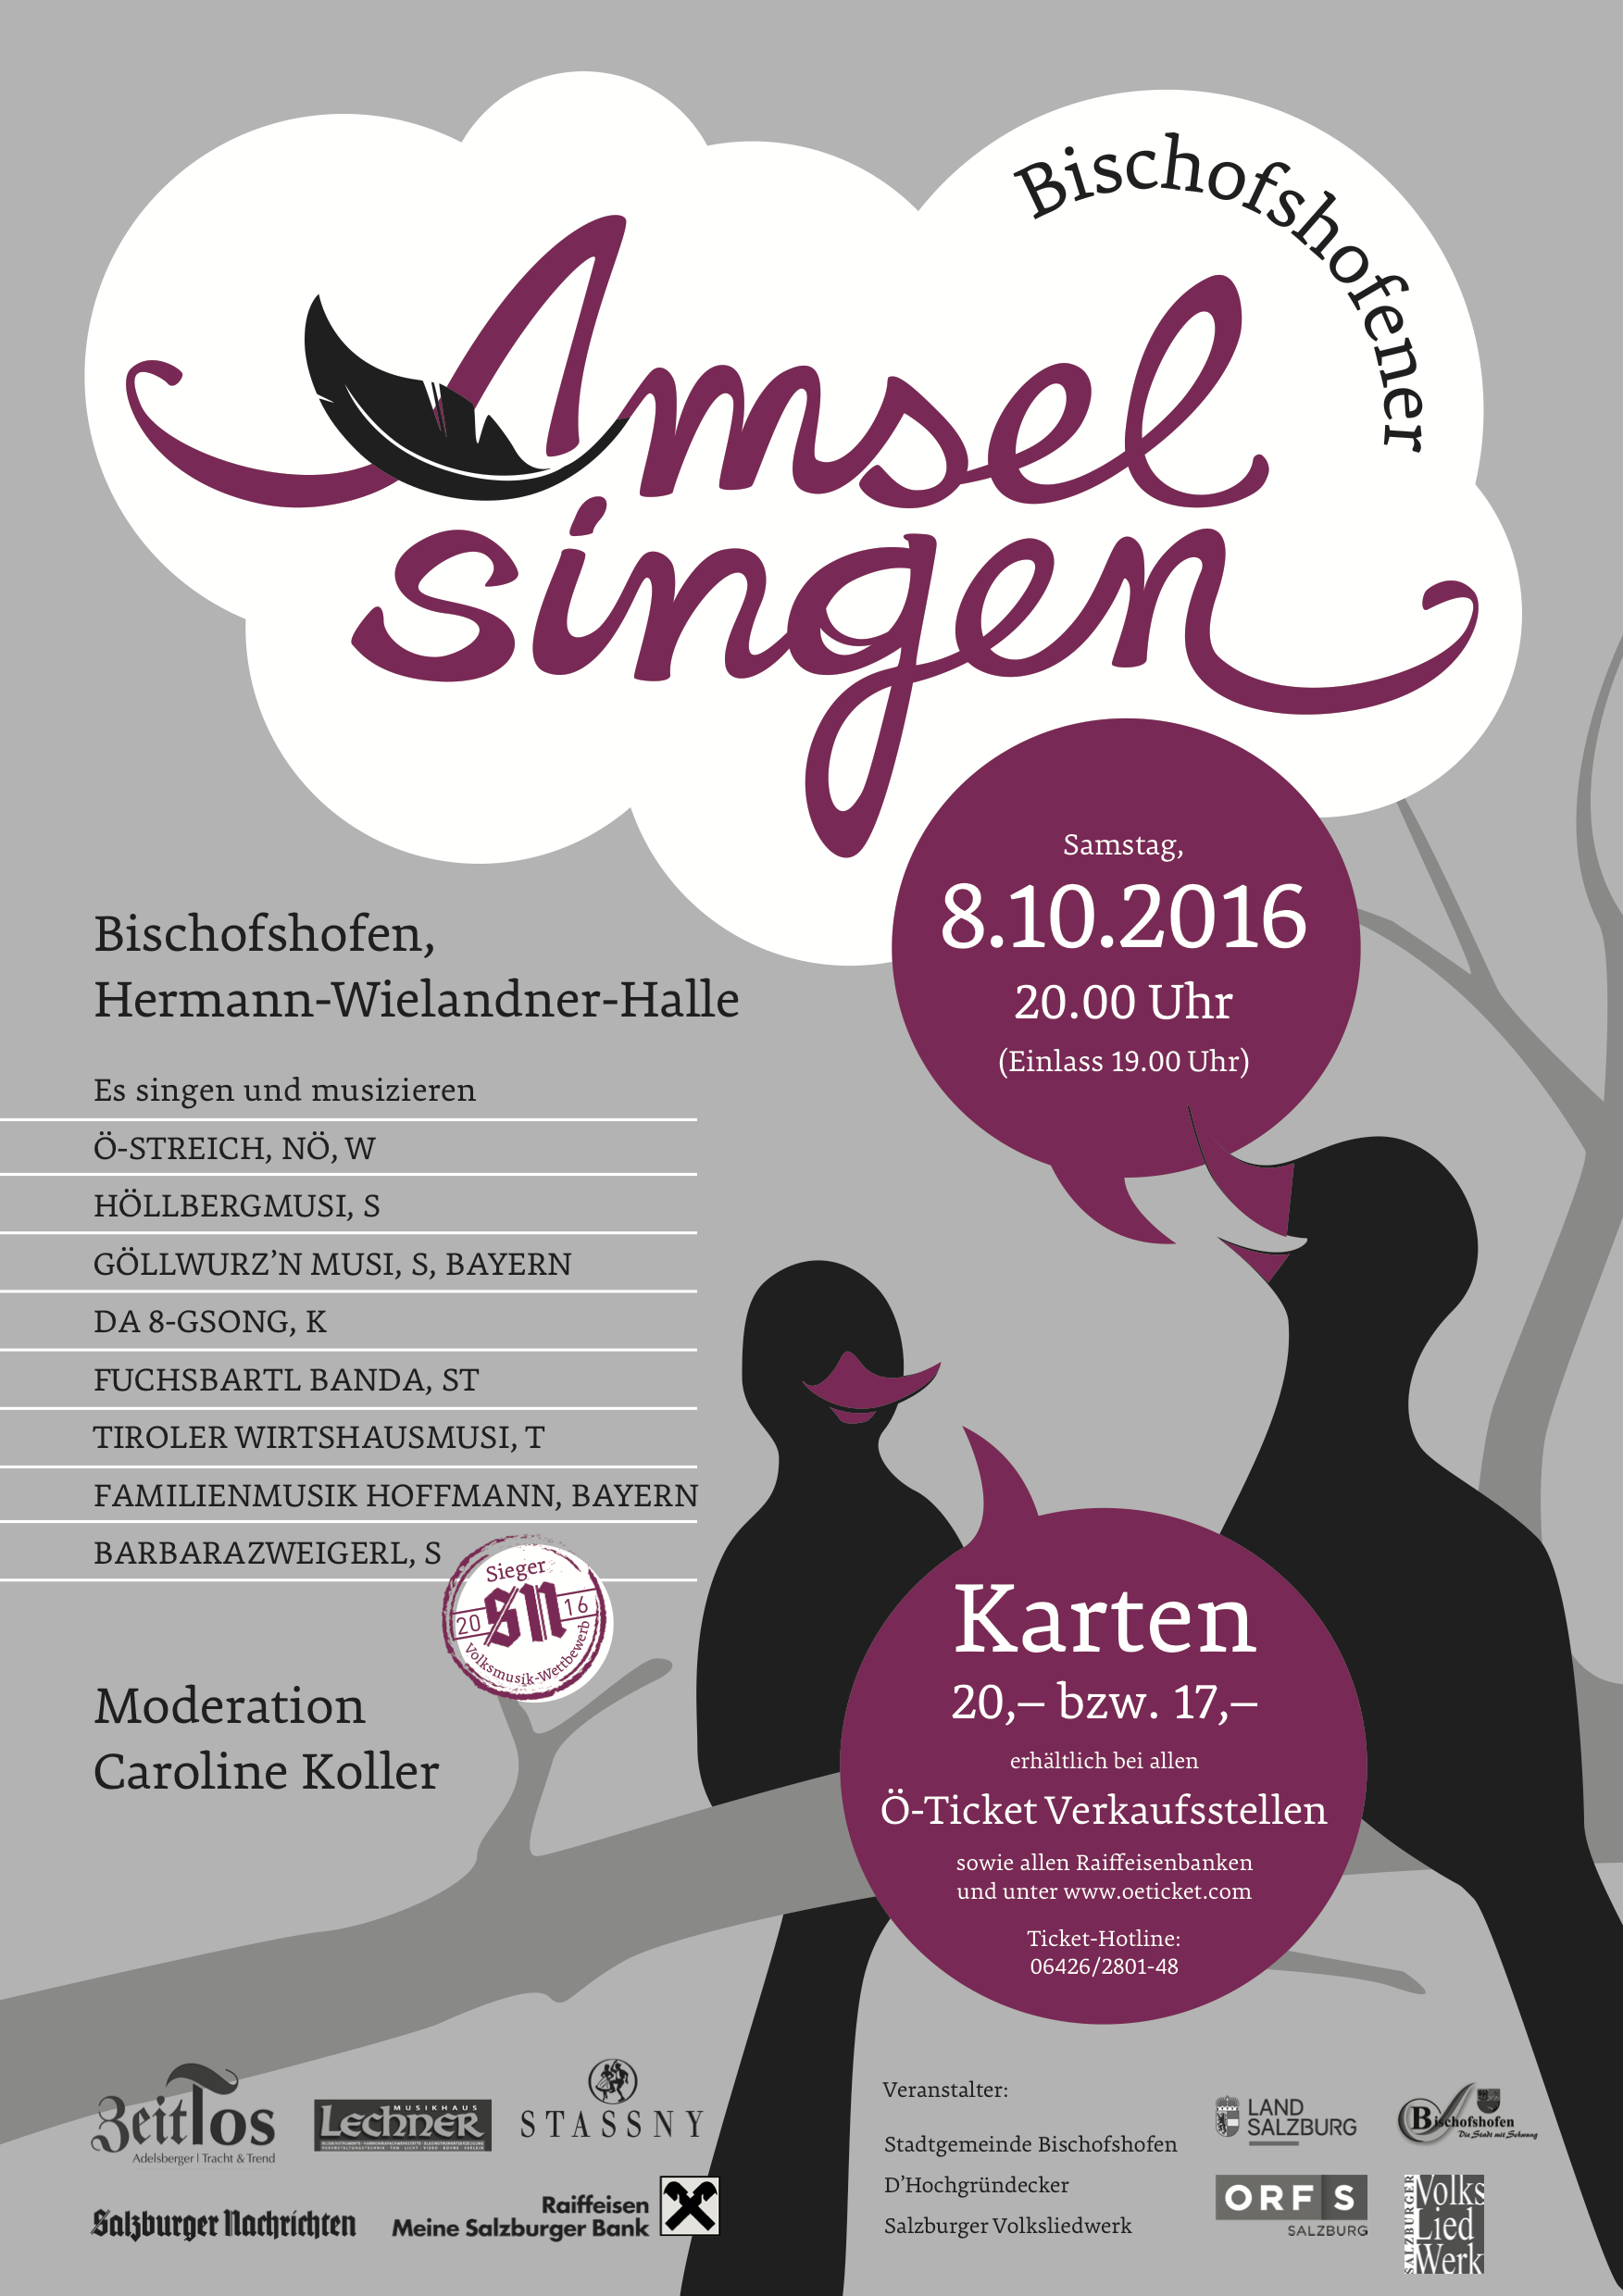 Bischofshofener
Amsel
singen
Samstag,
8.10.2016
20.00 Uhr
(Einlass 19.00 Uhr)
Bischofshofen,
Hermann-Wielandner-Halle
Es singen und musizieren
Ö-STREICH, NÖ, W
HÖLLBERGMUSI, S
GÖLLWURZ’N MUSI, S, BAYERN
DA 8-GSONG, K
FUCHSBARTL BANDA, ST
TIROLER WIRTSHAUSMUSI, T
FAMILIENMUSIK HOFFMANN, BAYERN
BARBARAZWEIGERL, S
Sieger
20 SN 16
Volksmusik-Wettbewerb
Moderation
Caroline Koller
Karten
20,– bzw. 17,–
erhältlich bei allen
Ö-Ticket Verkaufsstellen
sowie allen Raiffeisenbanken
und unter www.oeticket.com
Ticket-Hotline:
06426/2801-48
Zeitlos
Adelsberger | Tracht & Trend
MUSIKHAUS
Lechner
STASSNY
Salzburger Nachrichten
Raiffeisen
Meine Salzburger Bank
Veranstalter:
Stadtgemeinde Bischofshofen
D’Hochgründecker
Salzburger Volksliedwerk
LAND
SALZBURG
Bischofshofen
Die Stadt mit Schwung
ORF S
SALZBURG
SALZBURGER
Volks
Lied
Werk